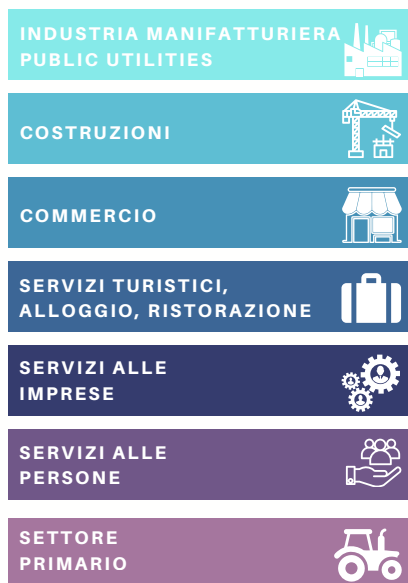 INDUSTRIA MANIFATTURIERA
PUBLIC UTILITIES
COSTRUZIONI
COMMERCIO
SERVIZI TURISTICI,
ALLOGGIO, RISTORAZIONE
SERVIZI ALLE
IMPRESE
SERVIZI ALLE
PERSONE
SETTORE
PRIMARIO